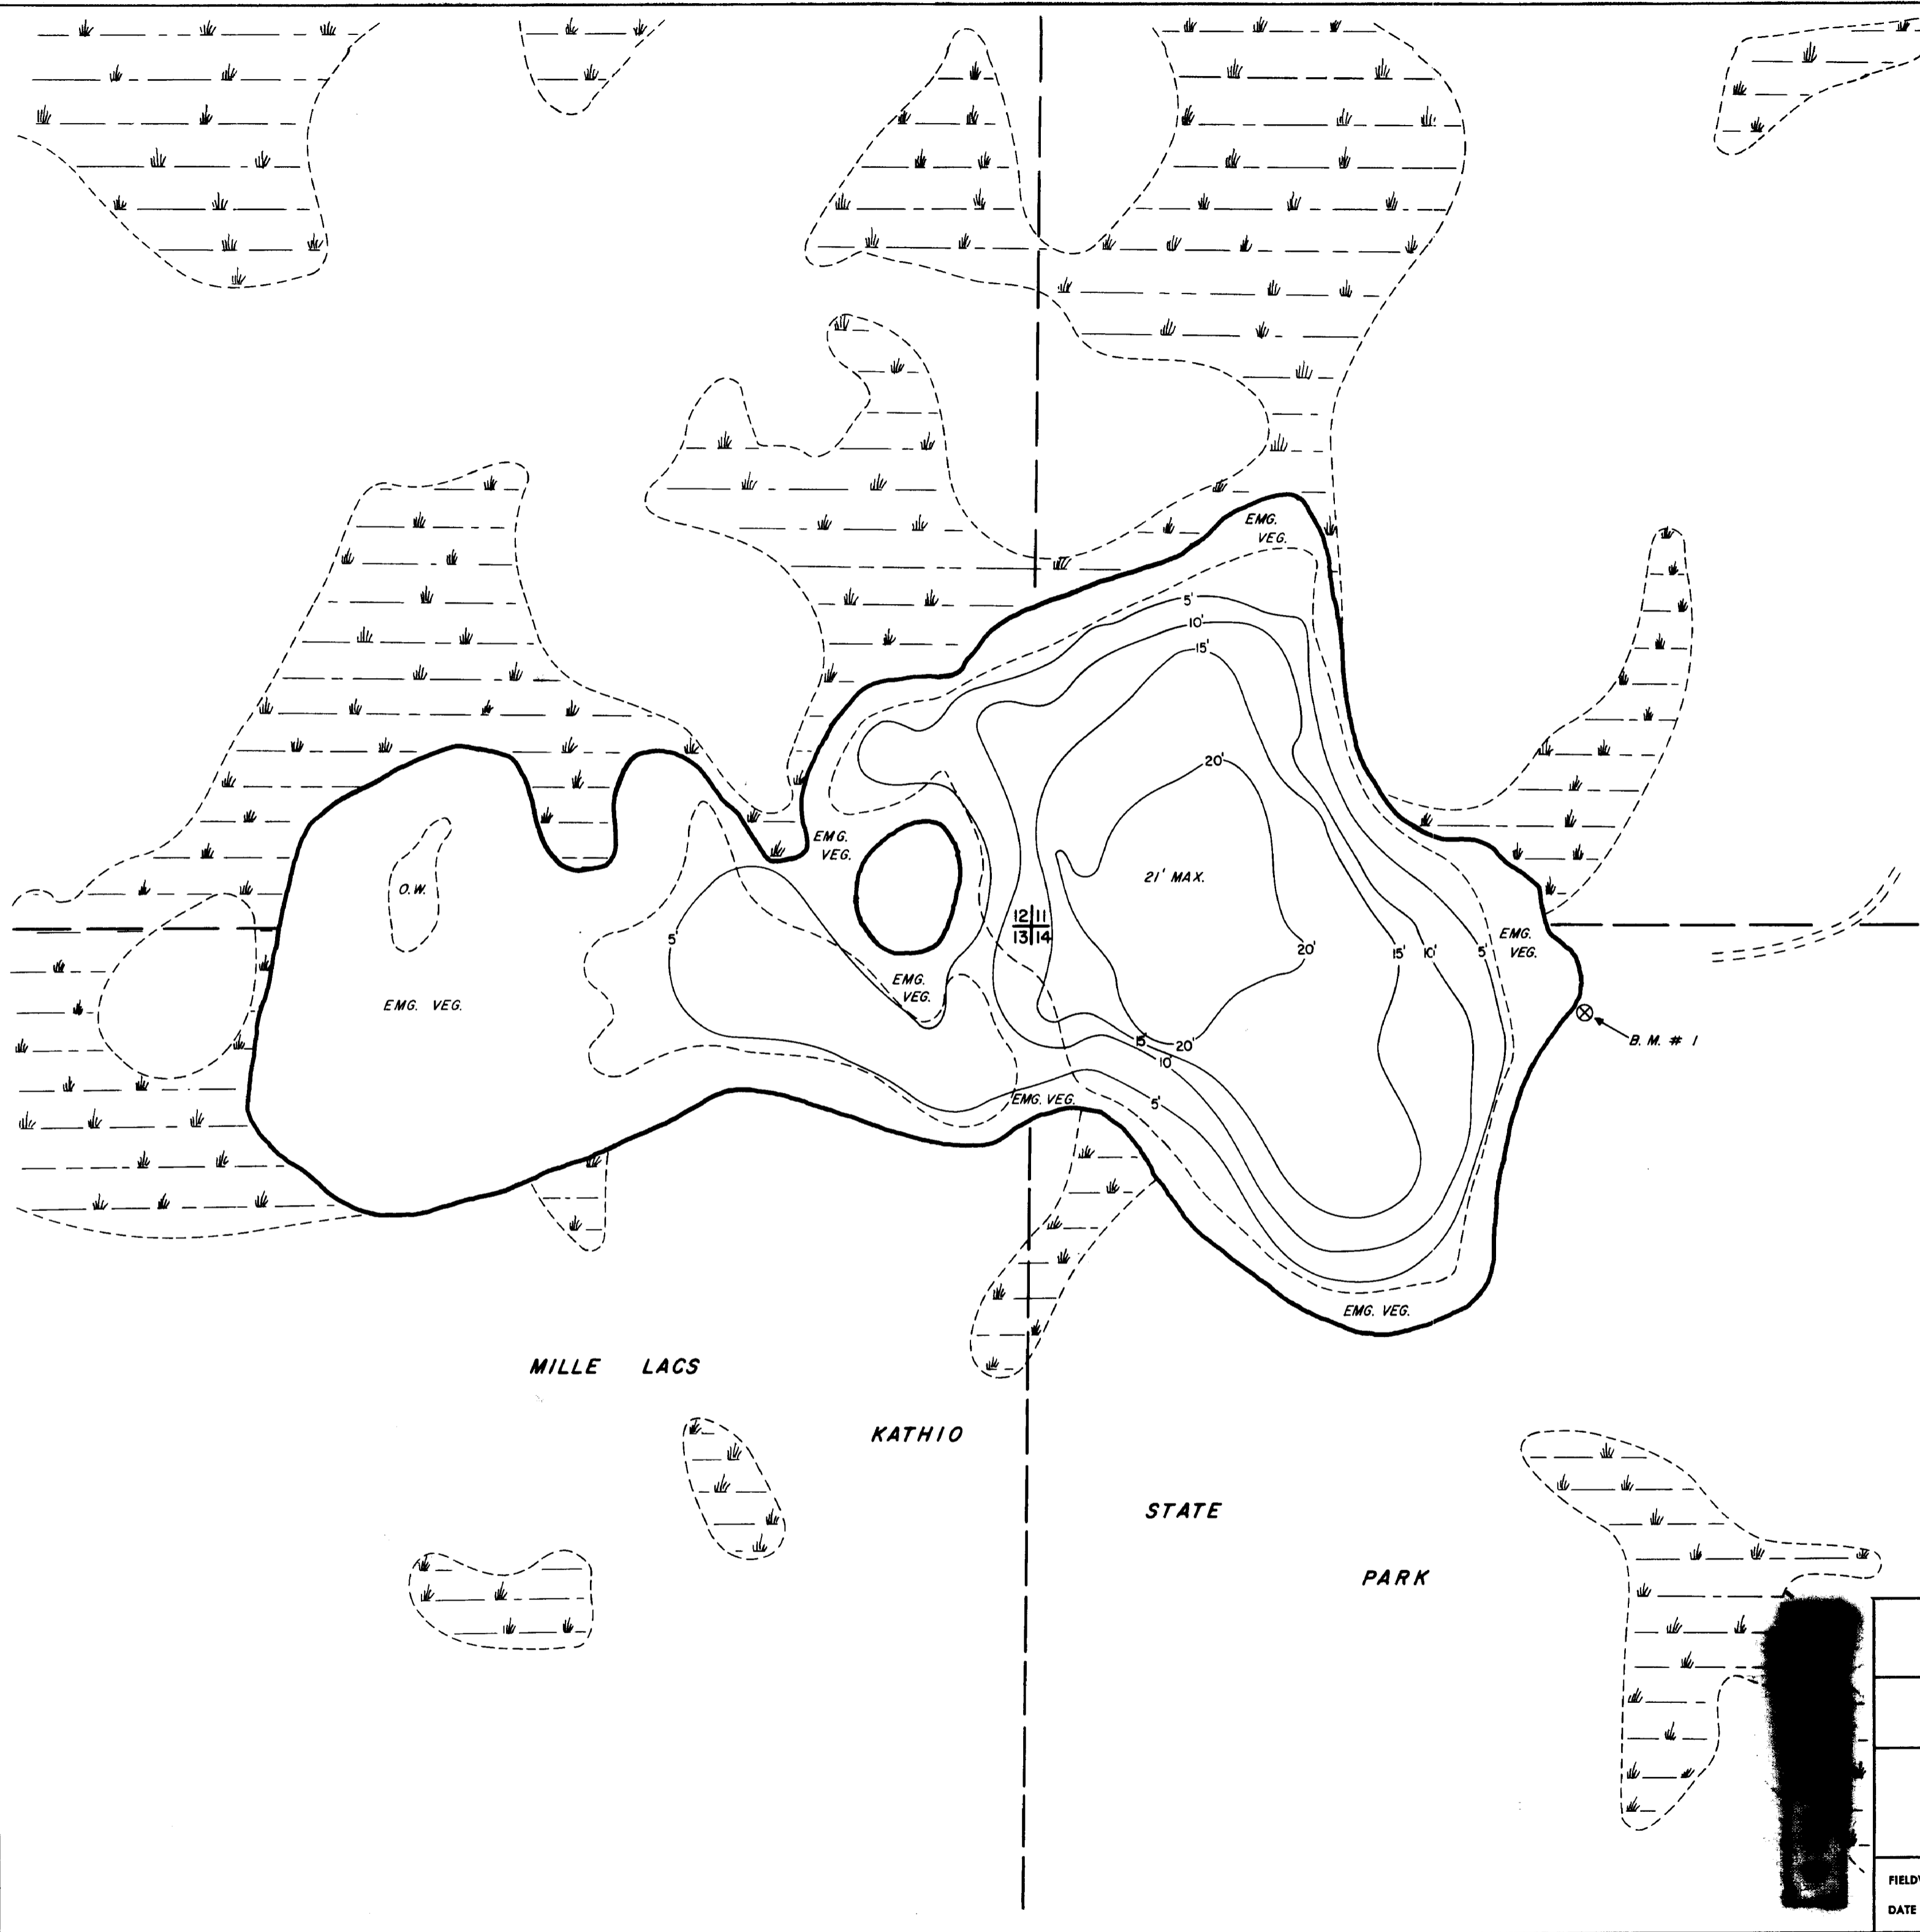 EMG.
VEG.
5'
10'
15'
20'
EMG.
VEG.
21' MAX.
O.W.
12 11
13 14
5'
EMG.
VEG.
20'
15'
10'
5'
EMG.
VEG.
EMG. VEG.
B. M. # 1
15'
20'
10'
EMG. VEG.
5'
EMG. VEG.
MILLE LACS
KATHIO
STATE
PARK
DATE